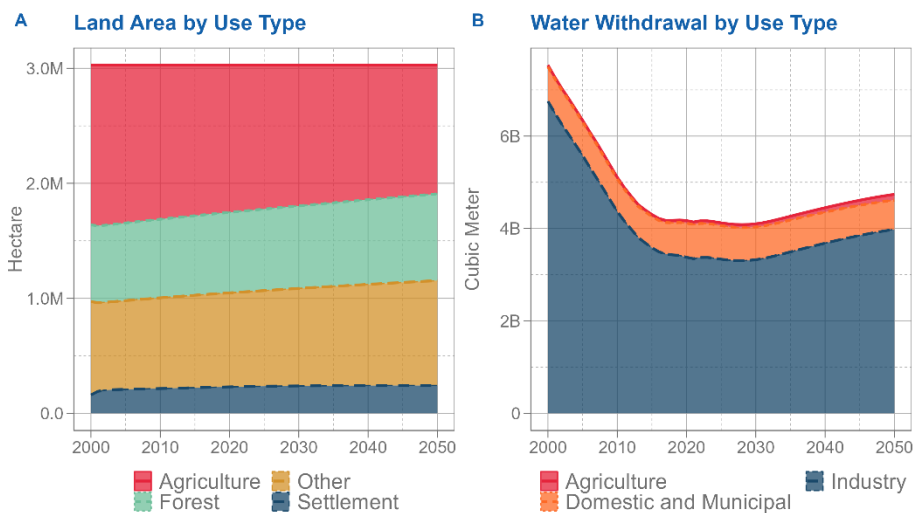 A Land Area by Use Type
Hectare
3.0M
2.0M
1.0M
0.0
2000 2010 2020 2030 2040 2050
Agriculture Other
Forest Settlement
B Water Withdrawal by Use Type
Cubic Meter
6B
4B
2B
0
2000 2010 2020 2030 2040 2050
Agriculture Industry
Domestic and Municipal